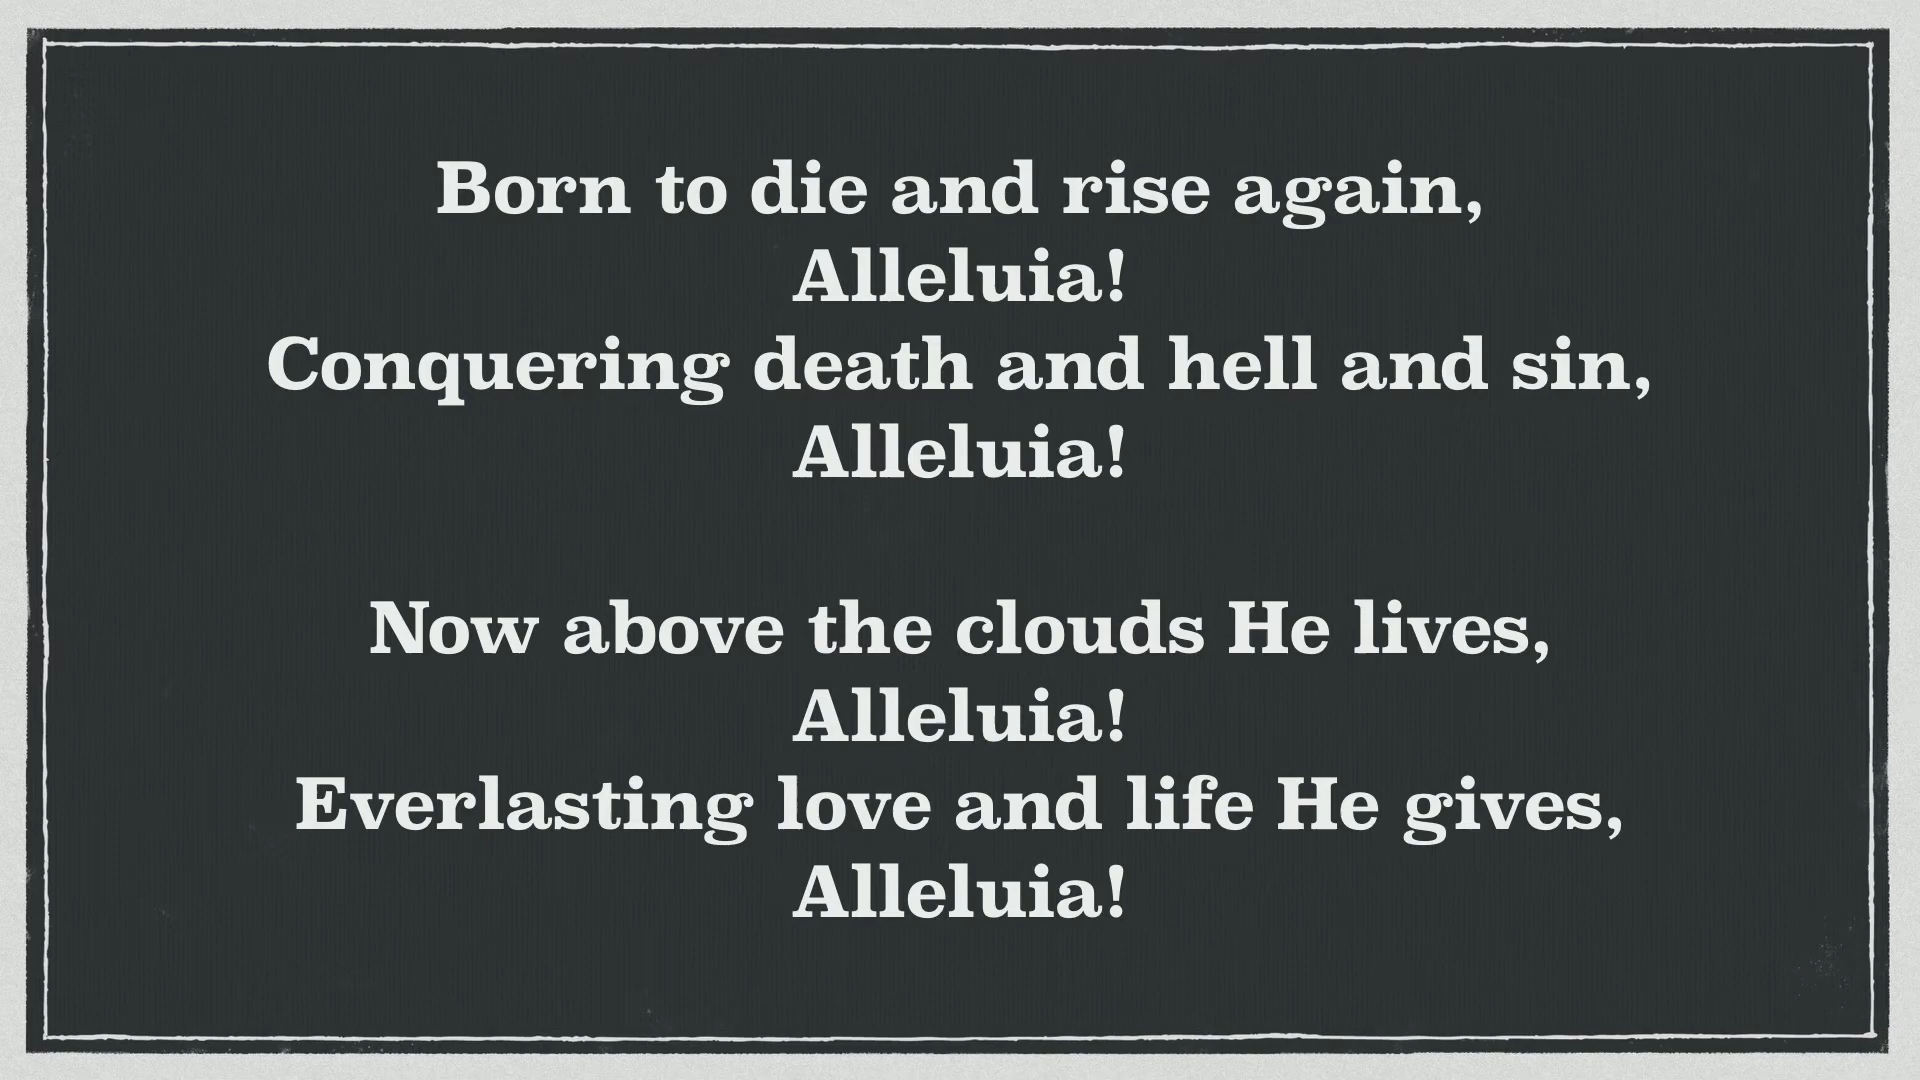 Born to die and rise again,
Alleluia!
Conquering death and hell and sin,
Alleluia!
Now above the clouds He lives,
Alleluia!
Everlasting love and life He gives,
Alleluia!